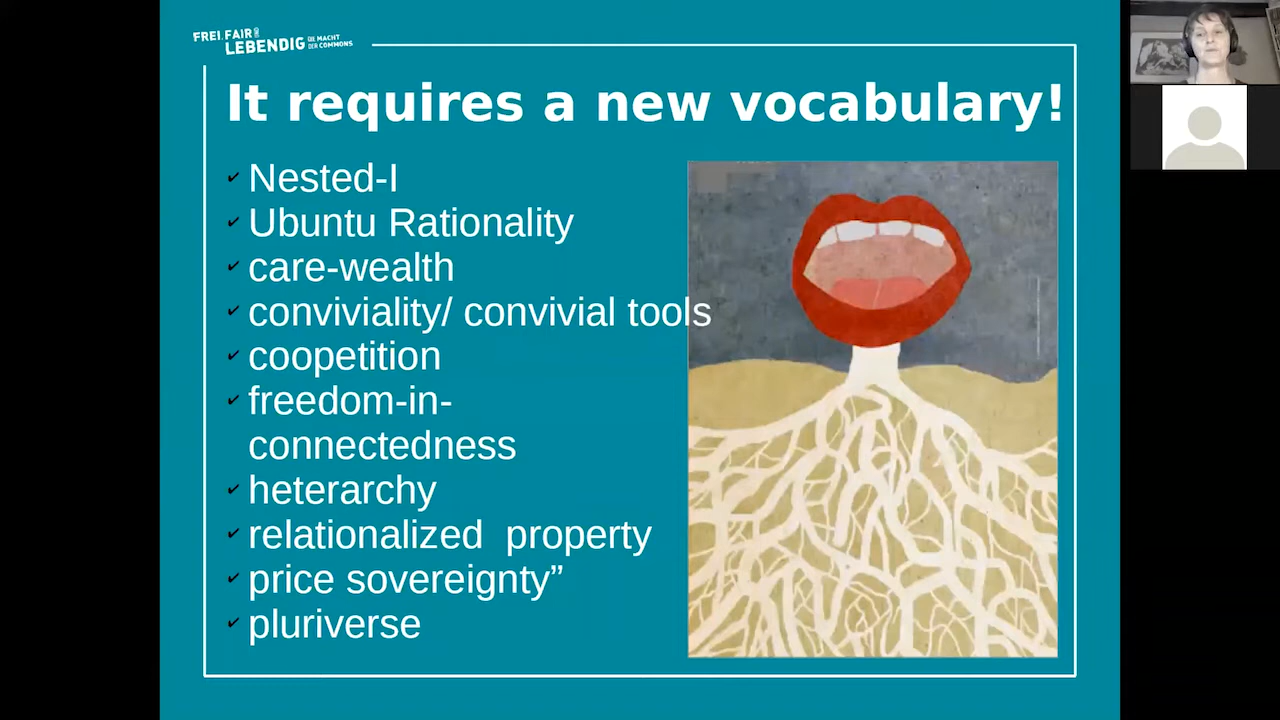 FREI, FAIR UND
LEBENDIG DIE MACHT
DER COMMONS
It requires a new vocabulary!
✔ Nested-I
✔ Ubuntu Rationality
✔ care-wealth
✔ conviviality/ convivial tools
✔ coopetition
✔ freedom-in-
connectedness
✔ heterarchy
✔ relationalized property
✔ price sovereignty”
✔ pluriverse